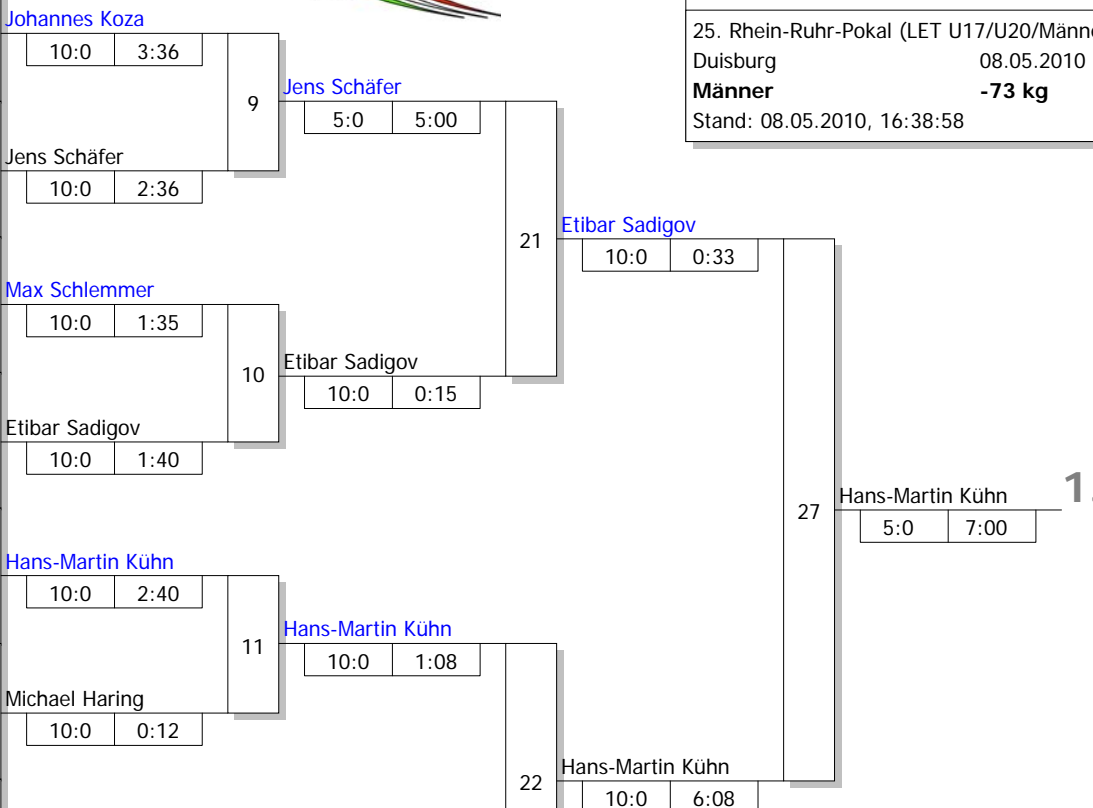 Johannes Koza
10:0 3:36
9
Jens Schäfer
5:0 5:00
Jens Schäfer
10:0 2:36
25. Rhein-Ruhr-Pokal (LET U17/U20/Männe
Duisburg 08.05.2010
Männer -73 kg
Stand: 08.05.2010, 16:38:58
21
Etibar Sadigov
10:0 0:33
Max Schlemmer
10:0 1:35
10
Etibar Sadigov
10:0 0:15
Etibar Sadigov
10:0 1:40
27
Hans-Martin Kühn 1.
5:0 7:00
Hans-Martin Kühn
10:0 2:40
11
Hans-Martin Kühn
10:0 1:08
Michael Haring
10:0 0:12
22
Hans-Martin Kühn
10:0 6:08